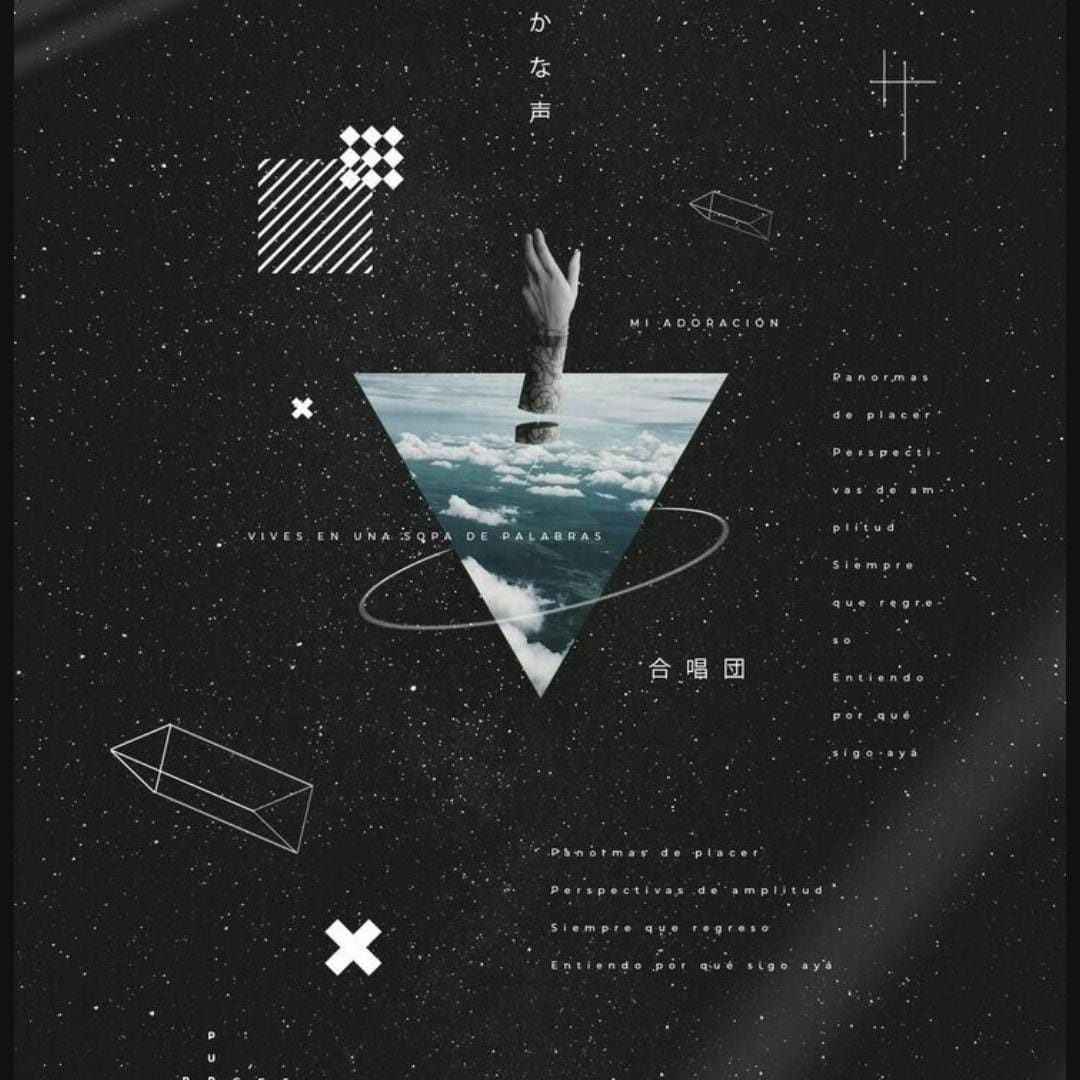 かな声
MI ADORACIÓN
Panormas
de placer
Perspecti-
vas de am-
plitud
Siempre
que regre-
so
Entiendo
por qué
sigo ayá
VIVES EN UNA SOPA DE PALABRAS
合唱団
Panormas de placer
Perspectivas de amplitud
Siempre que regreso
Entiendo por qué sigo ayá
P
U